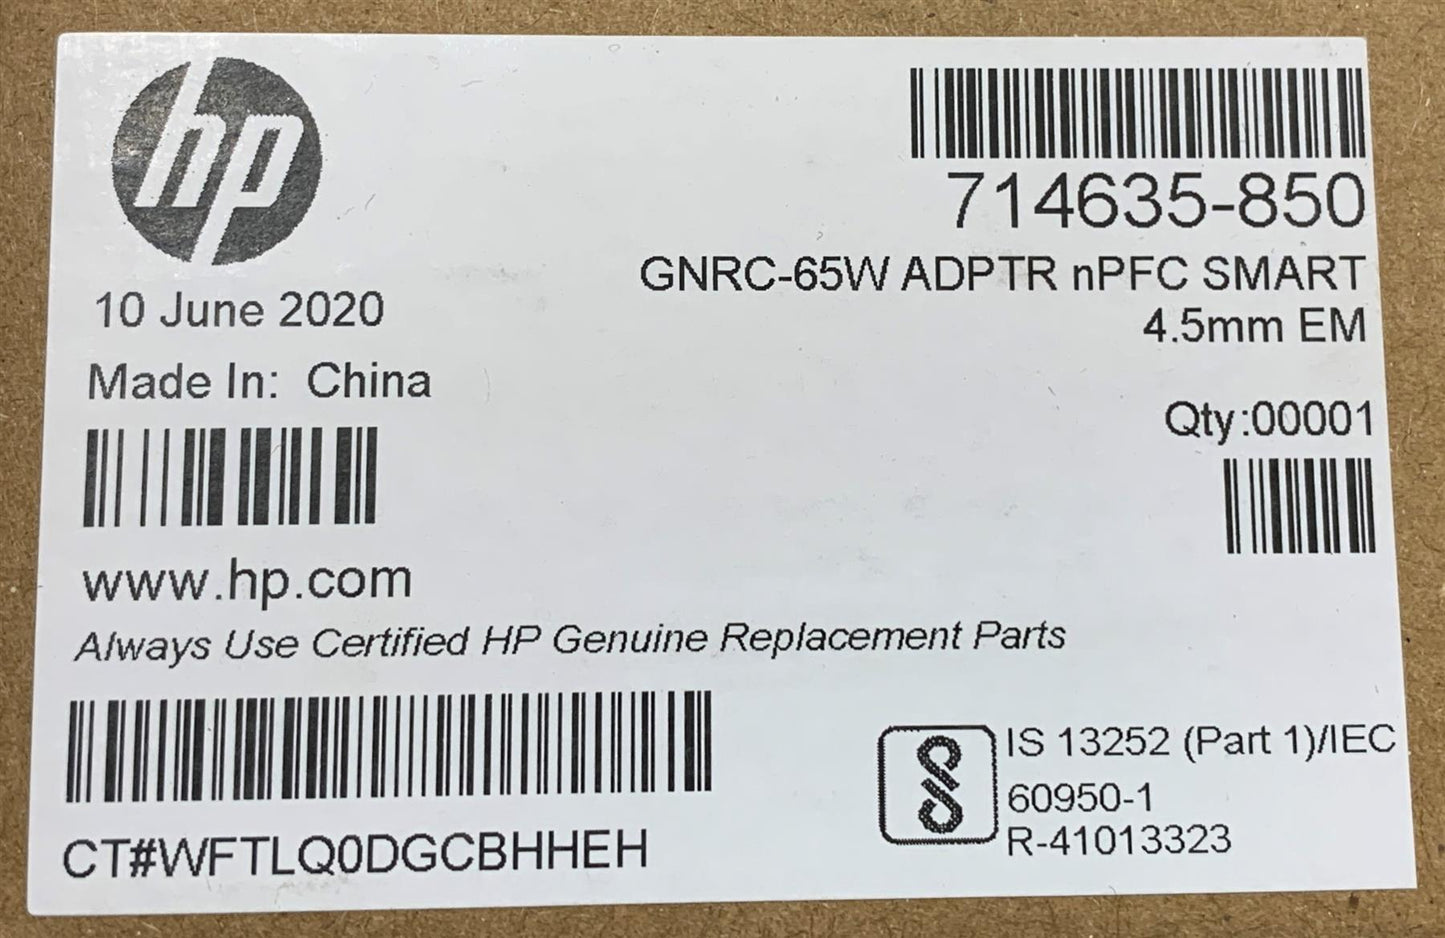 hp
714635-850
GNRC-65W ADPTR nPFC SMART
4.5mm EM
10 June 2020
Made In: China
Qty:00001
www.hp.com
Always Use Certified HP Genuine Replacement Parts
CT#WFTLQ0DGCBHHEH
IS 13252 (Part 1)/IEC
60950-1
R-41013323